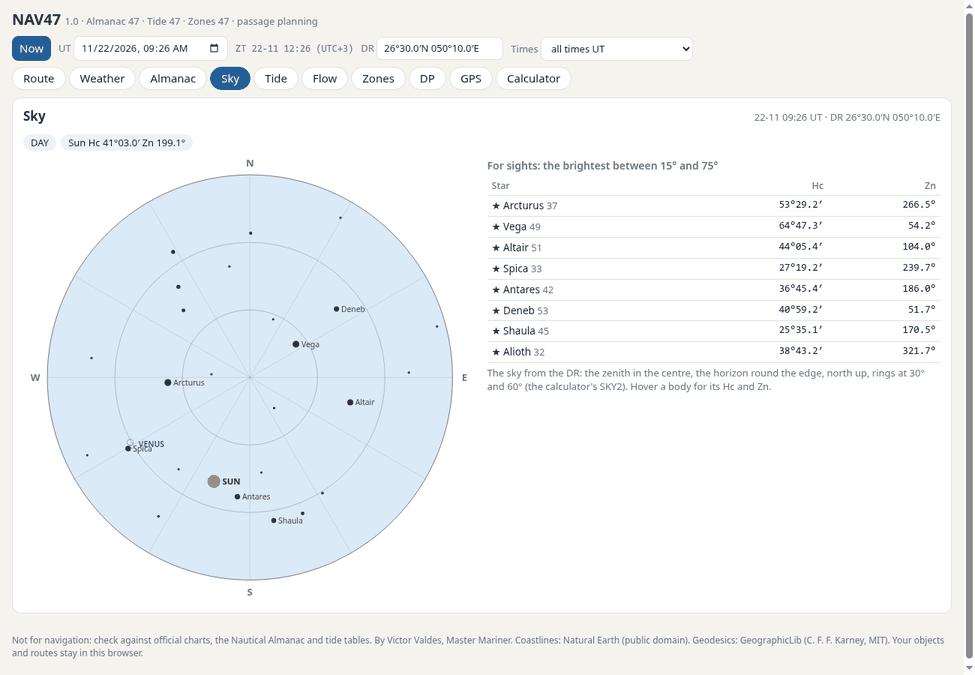 NAV47 1.0 · Almanac 47 · Tide 47 · Zones 47 · passage planning
Now UT 11/22/2026, 09:26 AM ZT 22-11 12:26 (UTC+3) DR 26°30.0′N 050°10.0′E Times all times UT
Route Weather Almanac Sky Tide Flow Zones DP GPS Calculator
Sky 22-11 09:26 UT · DR 26°30.0′N 050°10.0′E
DAY Sun Hc 41°03.0′ Zn 199.1°
N
Deneb
Vega
W
E
Arcturus
Altair
VENUS
Spica
SUN
Antares
Shaula
S
For sights: the brightest between 15° and 75°
Star Hc Zn
★ Arcturus 37 53°29.2′ 266.5°
★ Vega 49 64°47.3′ 54.2°
★ Altair 51 44°05.4′ 104.0°
★ Spica 33 27°19.2′ 239.7°
★ Antares 42 36°45.4′ 186.0°
★ Deneb 53 40°59.2′ 51.7°
★ Shaula 45 25°35.1′ 170.5°
★ Alioth 32 38°43.2′ 321.7°
The sky from the DR: the zenith in the centre, the horizon round the edge, north up, rings at 30°
and 60° (the calculator's SKY2). Hover a body for its Hc and Zn.
Not for navigation: check against official charts, the Nautical Almanac and tide tables. By Victor Valdes, Master Mariner. Coastlines: Natural Earth (public domain). Geodesics: GeographicLib (C. F. F. Karney, MIT). Your objects
and routes stay in this browser.